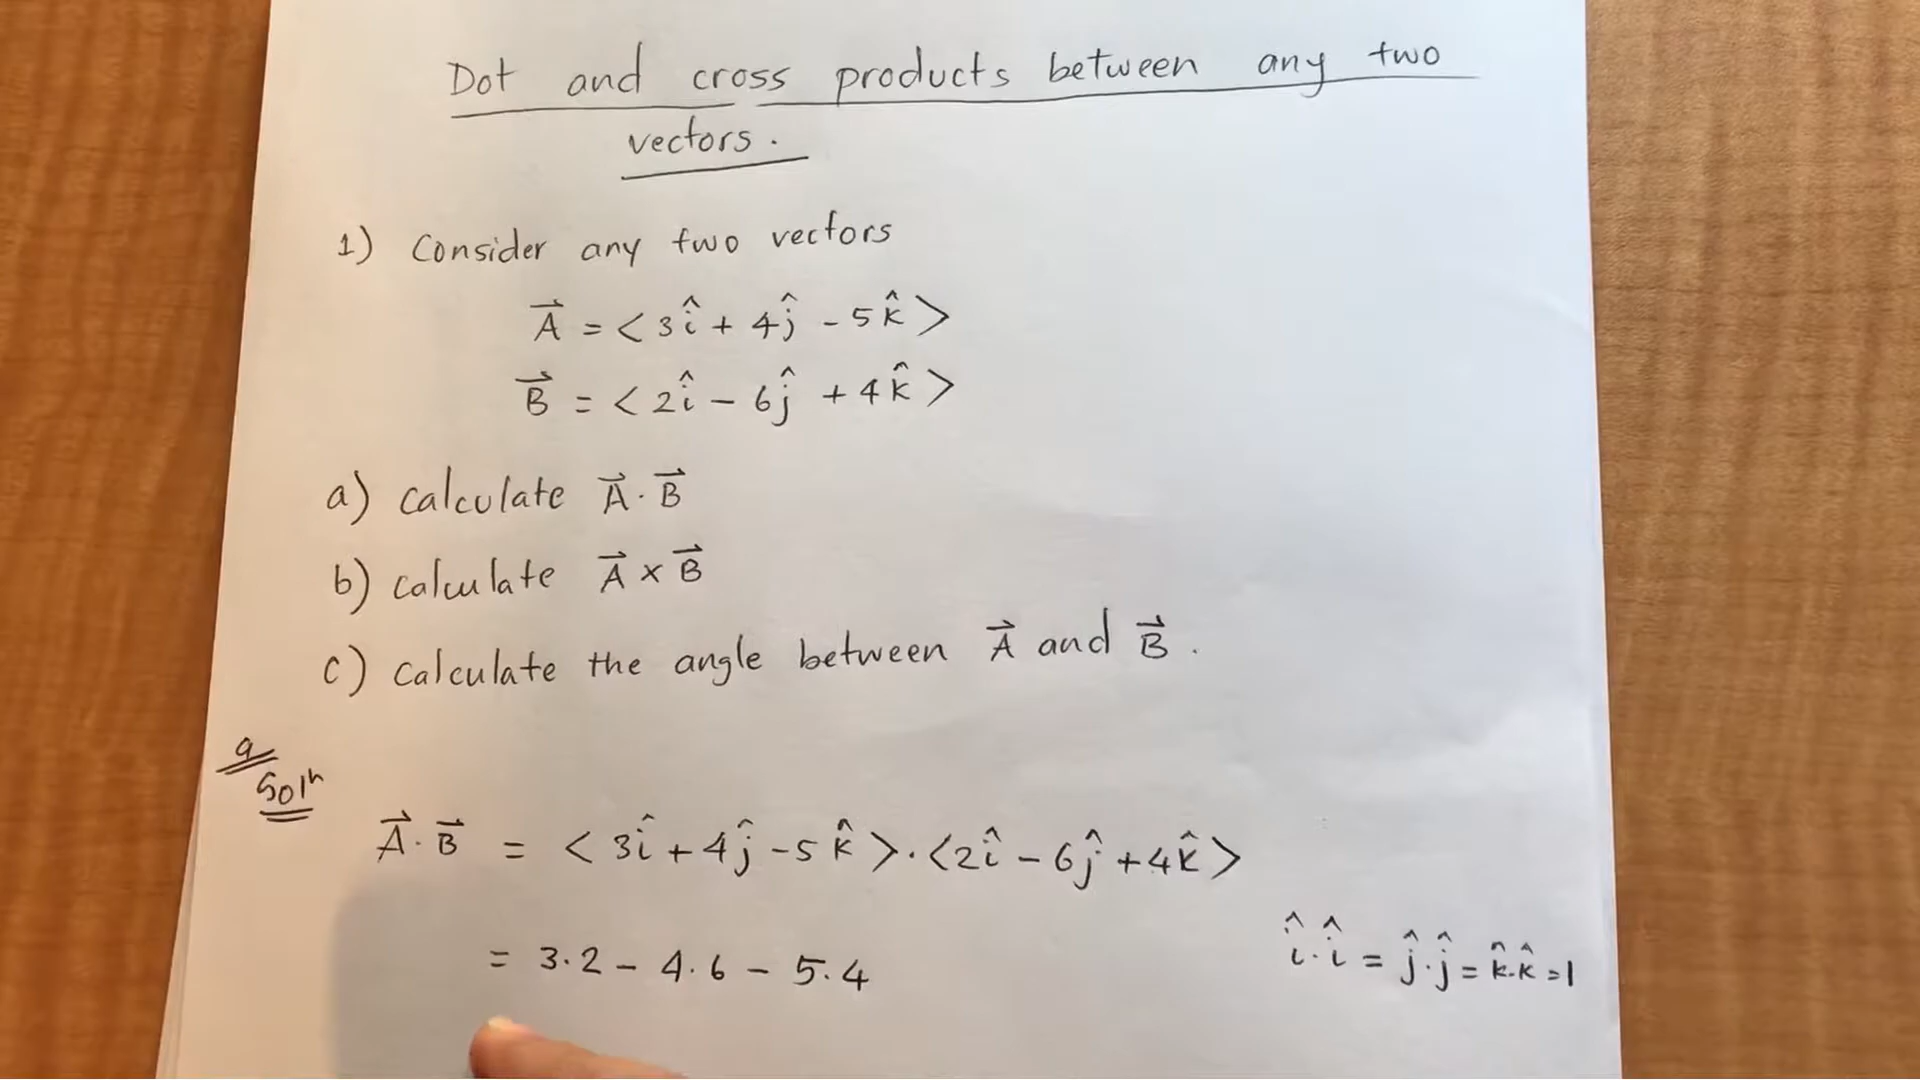 Dot and cross products between any two
vectors.
1) Consider any two vectors
A⃗ = < 3î + 4ĵ - 5k̂ >
B⃗ = < 2î - 6ĵ + 4k̂ >
a) calculate A⃗ · B⃗
b) calculate A⃗ × B⃗
c) calculate the angle between A⃗ and B⃗ .
a
Solⁿ
A⃗ · B⃗ = < 3î + 4ĵ - 5k̂ > · < 2î - 6ĵ + 4k̂ >
= 3.2 - 4.6 - 5.4
î · î = ĵ · ĵ = k̂ · k̂ = 1